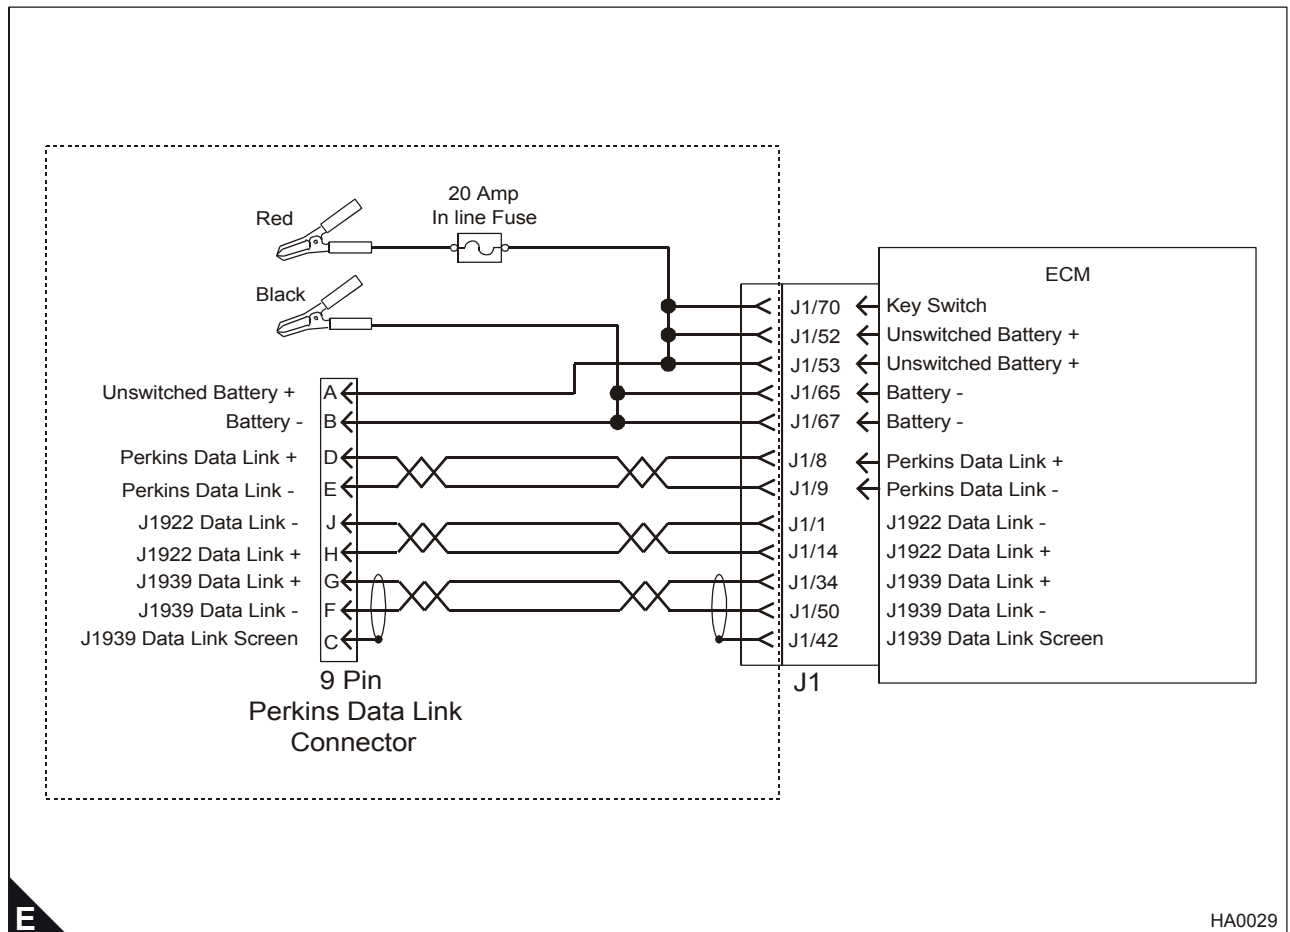 20 Amp
In line Fuse
Red
Black
ECM
J1/70 Key Switch
J1/52 Unswitched Battery +
J1/53 Unswitched Battery +
Unswitched Battery + A J1/65 Battery -
Battery - B J1/67 Battery -
Perkins Data Link + D J1/8 Perkins Data Link +
Perkins Data Link - E J1/9 Perkins Data Link -
J1922 Data Link - J J1/1 J1922 Data Link -
J1922 Data Link + H J1/14 J1922 Data Link +
J1939 Data Link + G J1/34 J1939 Data Link +
J1939 Data Link - F J1/50 J1939 Data Link -
J1939 Data Link Screen C J1/42 J1939 Data Link Screen
9 Pin
Perkins Data Link
Connector
J1
E
HA0029